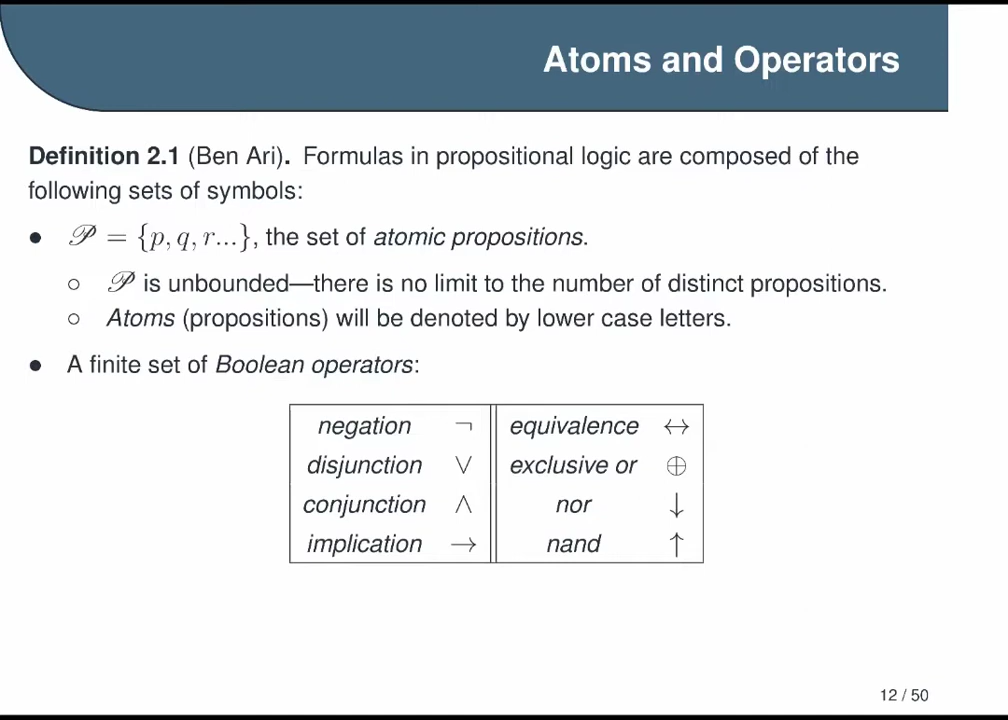 Atoms and Operators
Definition 2.1 (Ben Ari). Formulas in propositional logic are composed of the
following sets of symbols:
● 𝒫 = {p, q, r...}, the set of atomic propositions.
○ 𝒫 is unbounded—there is no limit to the number of distinct propositions.
○ Atoms (propositions) will be denoted by lower case letters.
● A finite set of Boolean operators:
negation ¬ equivalence ↔
disjunction ∨ exclusive or ⊕
conjunction ∧ nor ↓
implication → nand ↑
12 / 50